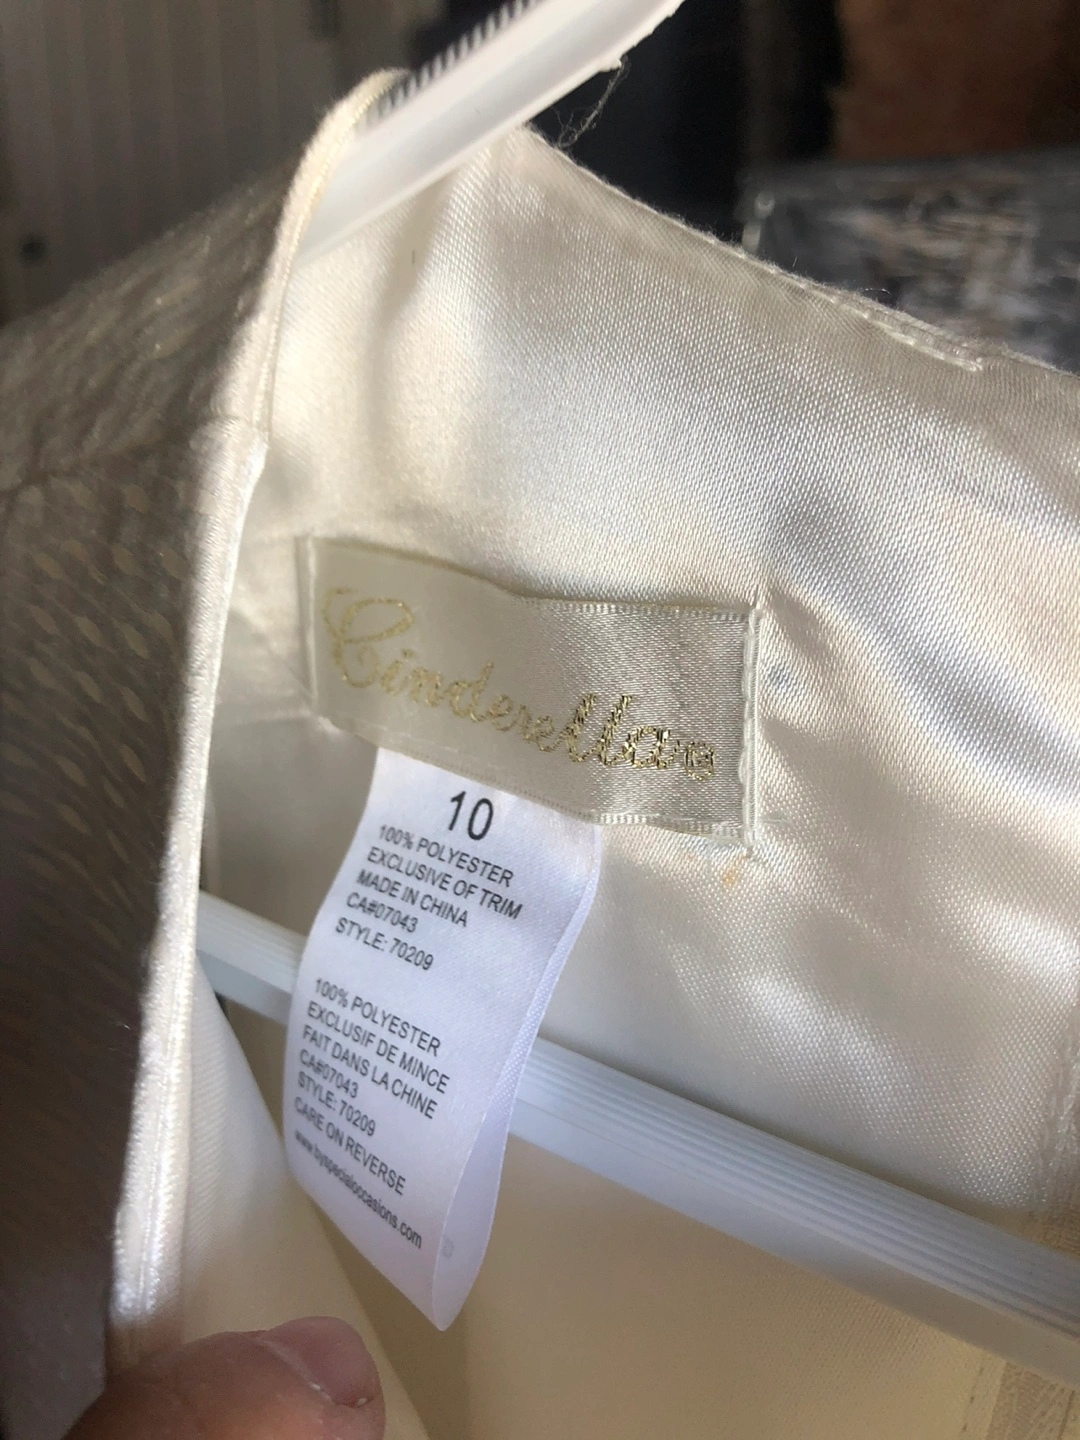 Cinderella
10
100% POLYESTER
EXCLUSIVE OF TRIM
MADE IN CHINA
CA#07043
STYLE: 70209
100% POLYESTER
EXCLUSIF DE MINCE
FAIT DANS LA CHINE
CA#07043
STYLE: 70209
CARE ON REVERSE
www.byspecialoccasions.com